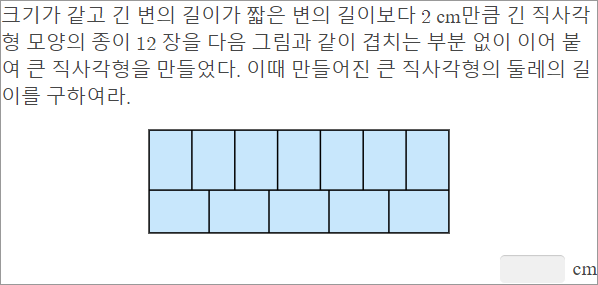 크기가 같고 긴 변의 길이가 짧은 변의 길이보다 2 cm만큼 긴 직사각
형 모양의 종이 12 장을 다음 그림과 같이 겹치는 부분 없이 이어 붙
여 큰 직사각형을 만들었다. 이때 만들어진 큰 직사각형의 둘레의 길
이를 구하여라.
cm